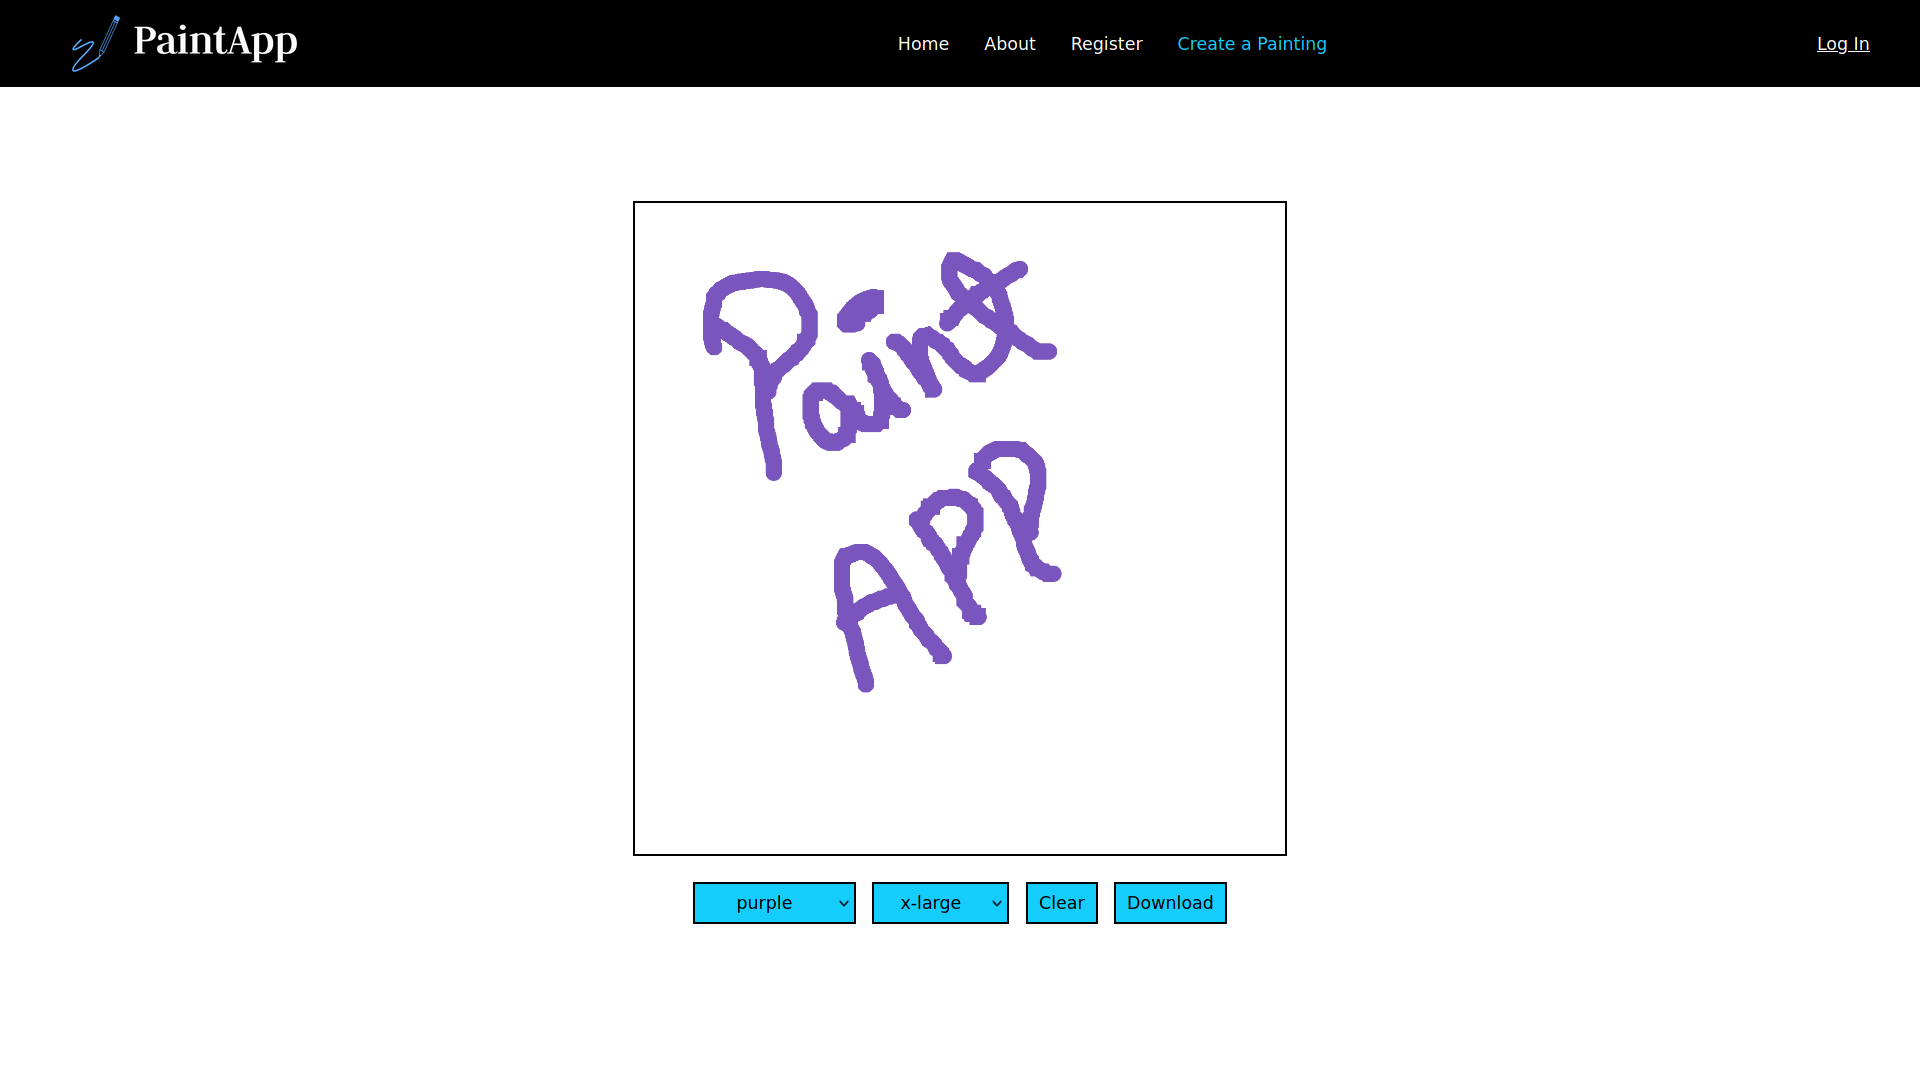 PaintApp Home About Register Create a Painting Log In
Paint
APP
purple x-large Clear Download